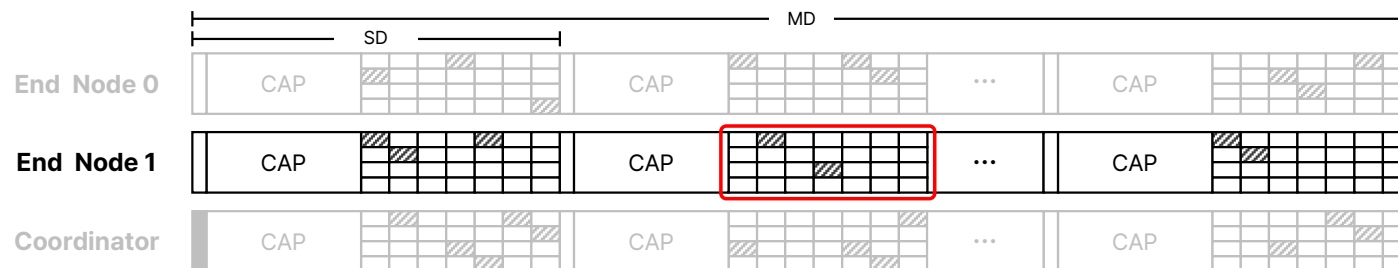 MD
SD
End Node 0 CAP CAP ... CAP
End Node 1 CAP CAP ... CAP
Coordinator CAP CAP ... CAP